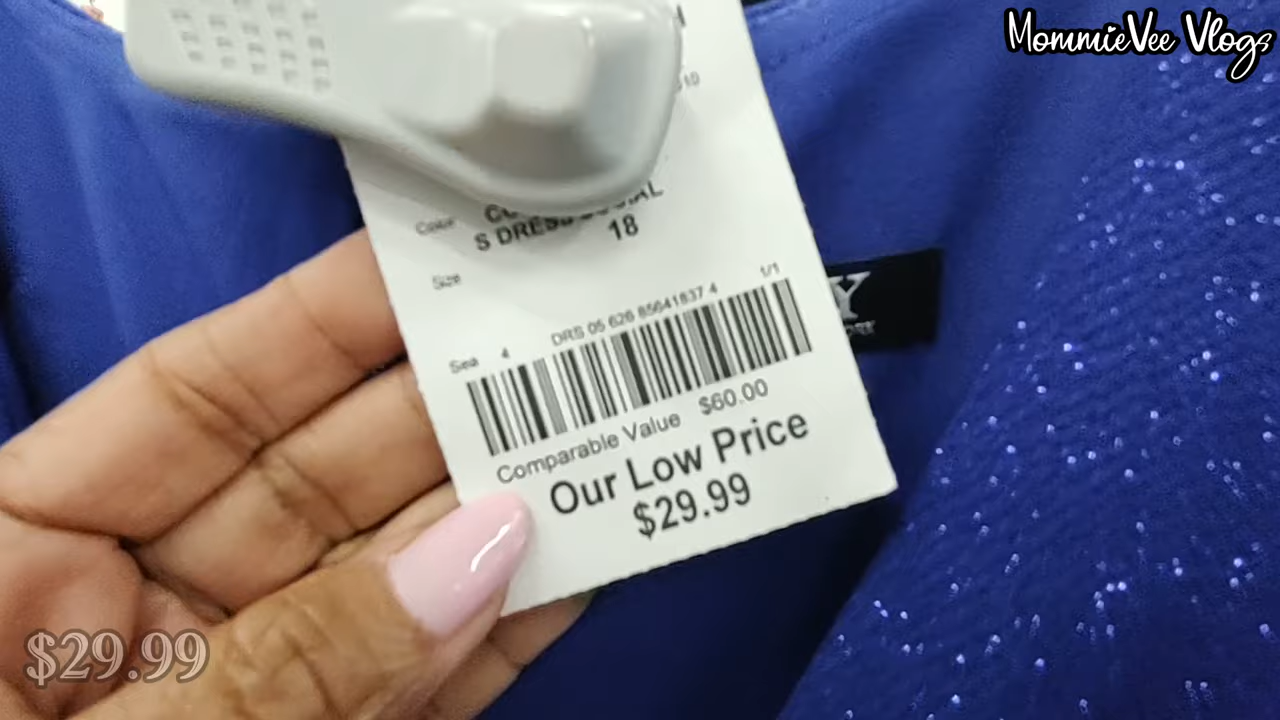 MommieVee Vlogs
10
Color
S DRESS
18
Size
DRS 05 626 85641837 4 1/1
Sea 4
Comparable Value $60.00
Our Low Price
$29.99
$29.99